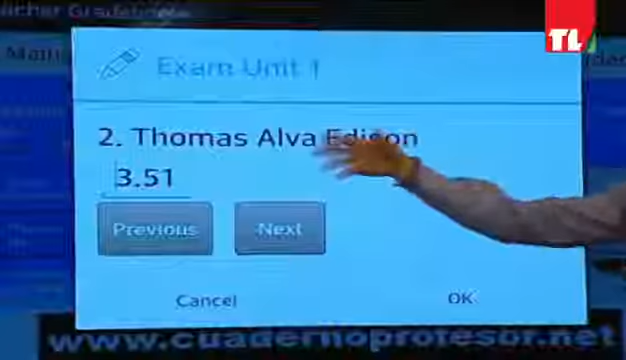 TL
Exam Unit 1
2. Thomas Alva Edison
3.51
Previous Next
Cancel OK
www.cuadernoprofesor.net